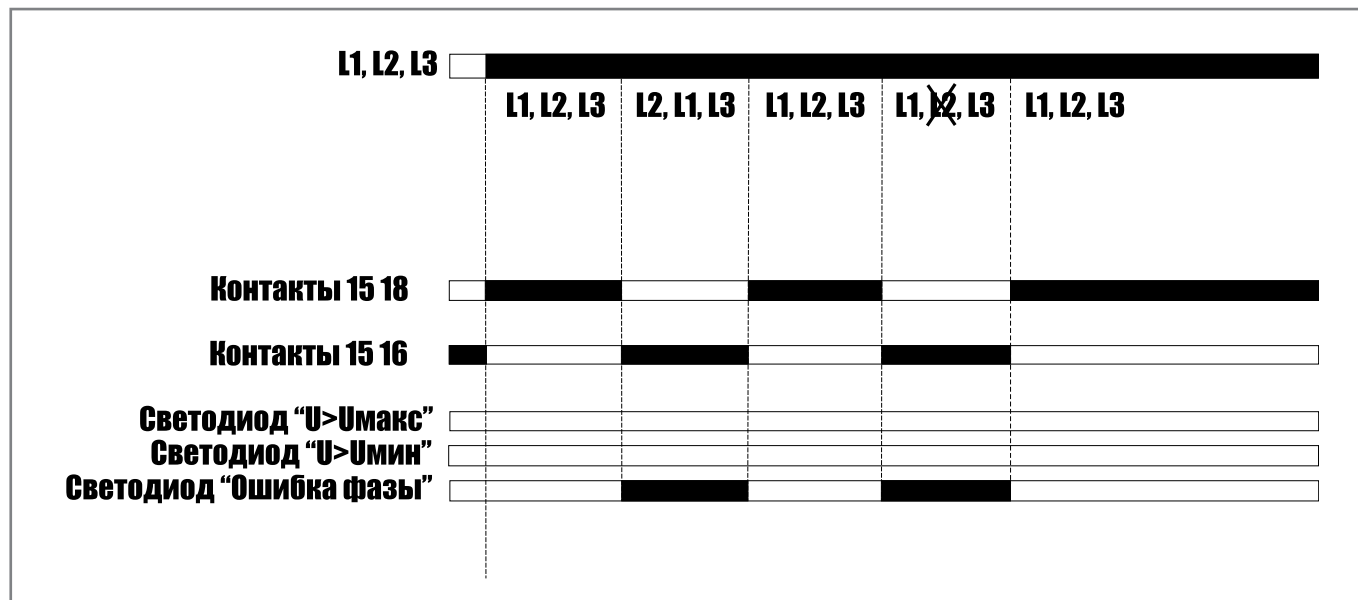 L1, L2, L3
L1, L2, L3 L2, L1, L3 L1, L2, L3 L1, L2, L3 L1, L2, L3
Контакты 15 18
Контакты 15 16
Светодиод “U>Uмакс”
Светодиод “U>Uмин”
Светодиод “Ошибка фазы”